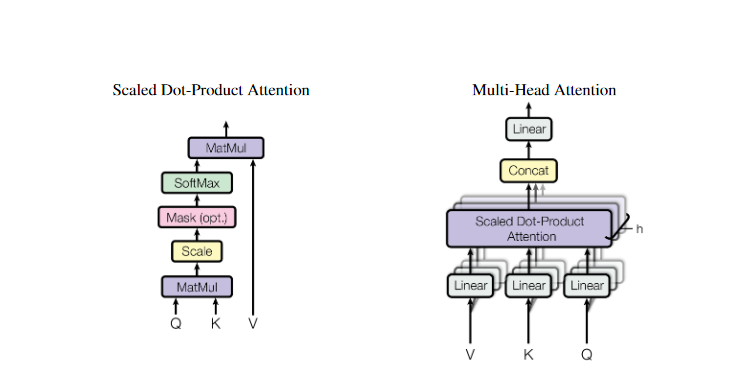 Scaled Dot-Product Attention
MatMul
SoftMax
Mask (opt.)
Scale
MatMul
Q K V
Multi-Head Attention
Linear
Concat
Scaled Dot-Product
Attention
h
Linear Linear Linear
V K Q